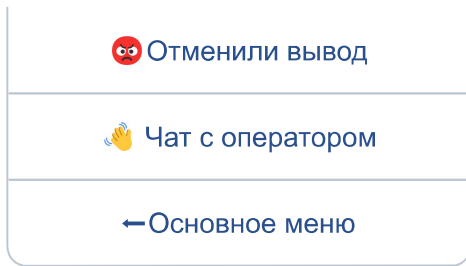 😡Отменили вывод
👋 Чат с оператором
←Основное меню